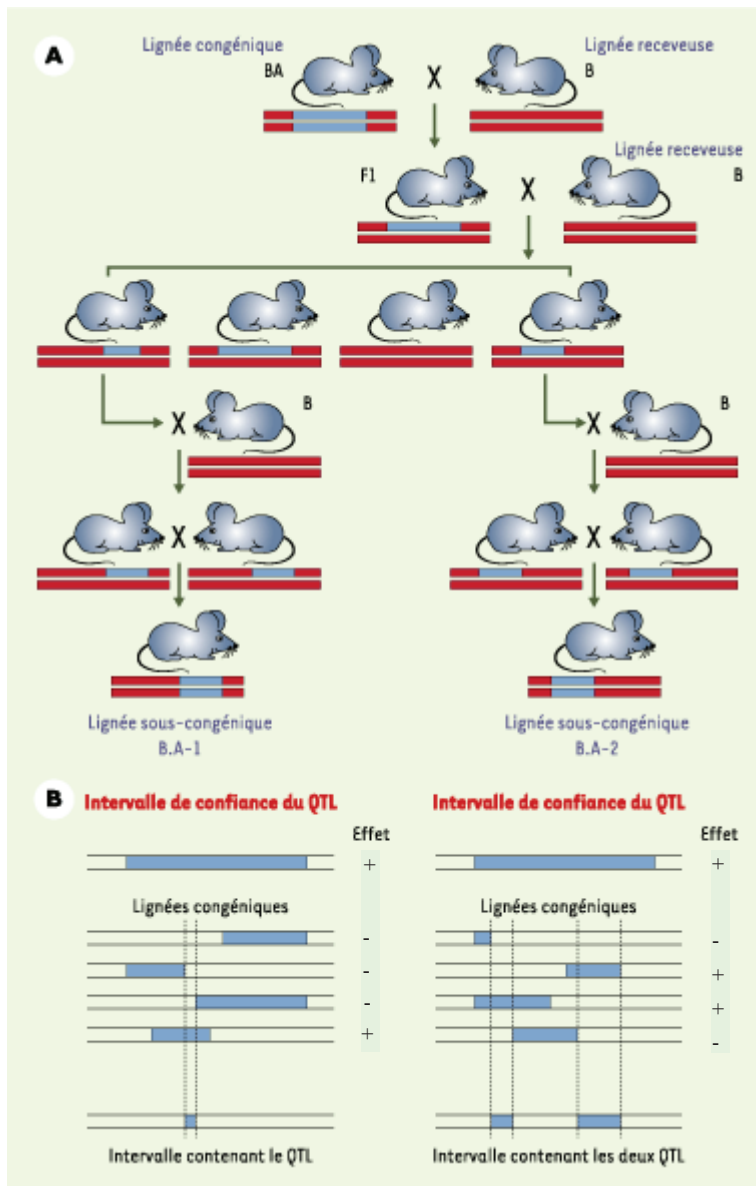 A
Lignée congénique
Lignée receveuse
BA
X
B
Lignée receveuse
F1
X
B
B
B
X
X
X
X
Lignée sous-congénique
B.A-1
Lignée sous-congénique
B.A-2
B
Intervalle de confiance du QTL
Intervalle de confiance du QTL
Effet
Effet
+
+
Lignées congéniques
Lignées congéniques
-
-
-
+
-
+
+
-
Intervalle contenant le QTL
Intervalle contenant les deux QTL